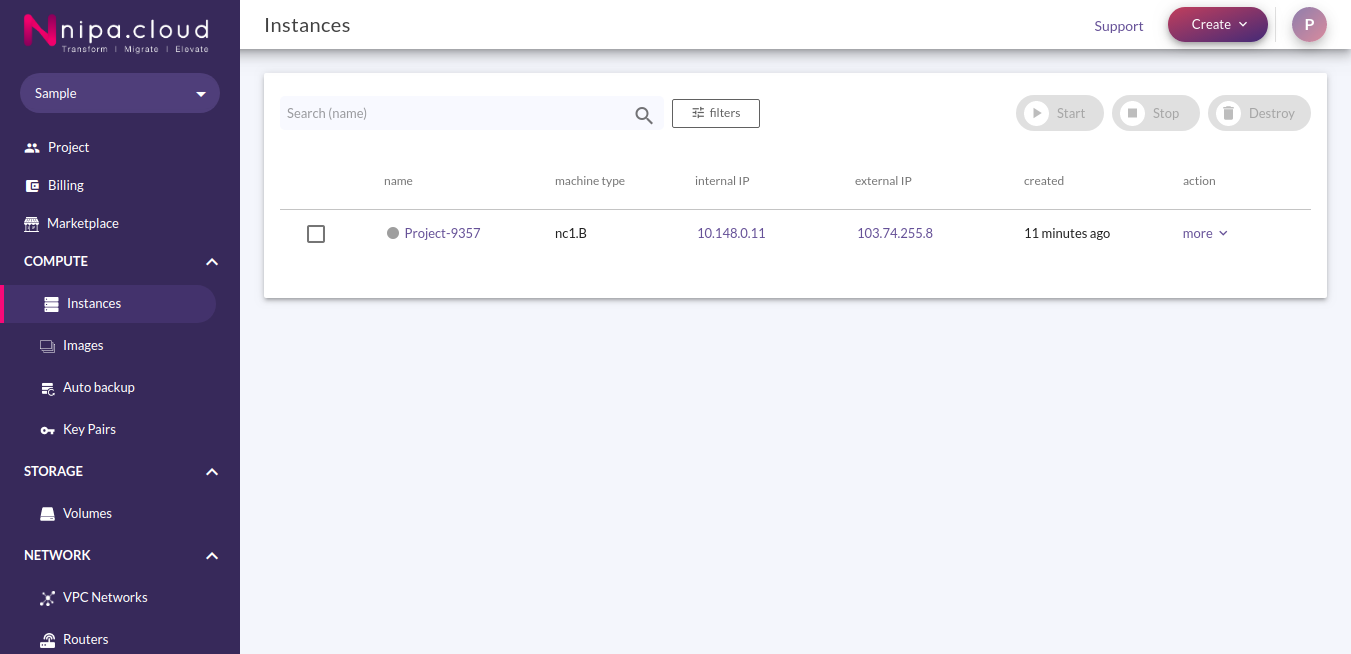 nipa.cloud
Transform | Migrate | Elevate
Sample
Project
Billing
Marketplace
COMPUTE
Instances
Images
Auto backup
Key Pairs
STORAGE
Volumes
NETWORK
VPC Networks
Routers
Instances
Support
Create
P
Search (name)
filters
Start
Stop
Destroy
name machine type internal IP external IP created action
Project-9357 nc1.B 10.148.0.11 103.74.255.8 11 minutes ago more